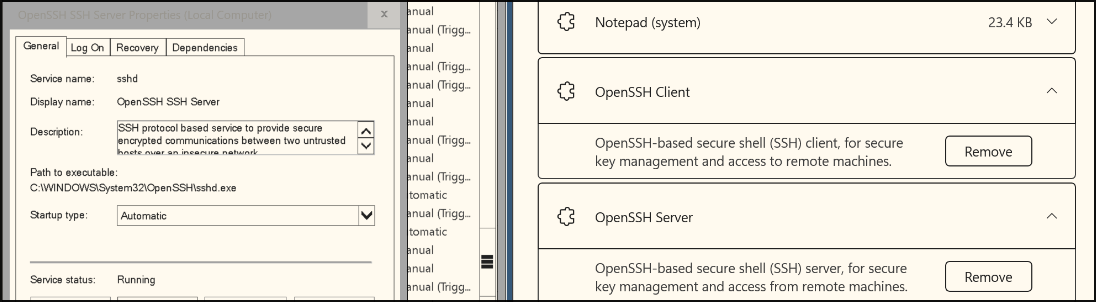 OpenSSH SSH Server Properties (Local Computer)
x
General
Log On
Recovery
Dependencies
Service name:
sshd
Display name:
OpenSSH SSH Server
Description:
SSH protocol based service to provide secure
encrypted communications between two untrusted
hosts over an insecure network.
Path to executable:
C:\WINDOWS\System32\OpenSSH\sshd.exe
Startup type:
Automatic
Service status:
Running
anual
anual (Trigg...
anual
anual (Trigg...
anual (Trigg...
anual
anual
anual (Trigg...
anual
anual (Trigg...
tomatic
anual (Trigg...
tomatic
anual
anual
anual (Trigg...
Notepad (system)
23.4 KB
OpenSSH Client
OpenSSH-based secure shell (SSH) client, for secure
key management and access to remote machines.
Remove
OpenSSH Server
OpenSSH-based secure shell (SSH) server, for secure
key management and access from remote machines.
Remove